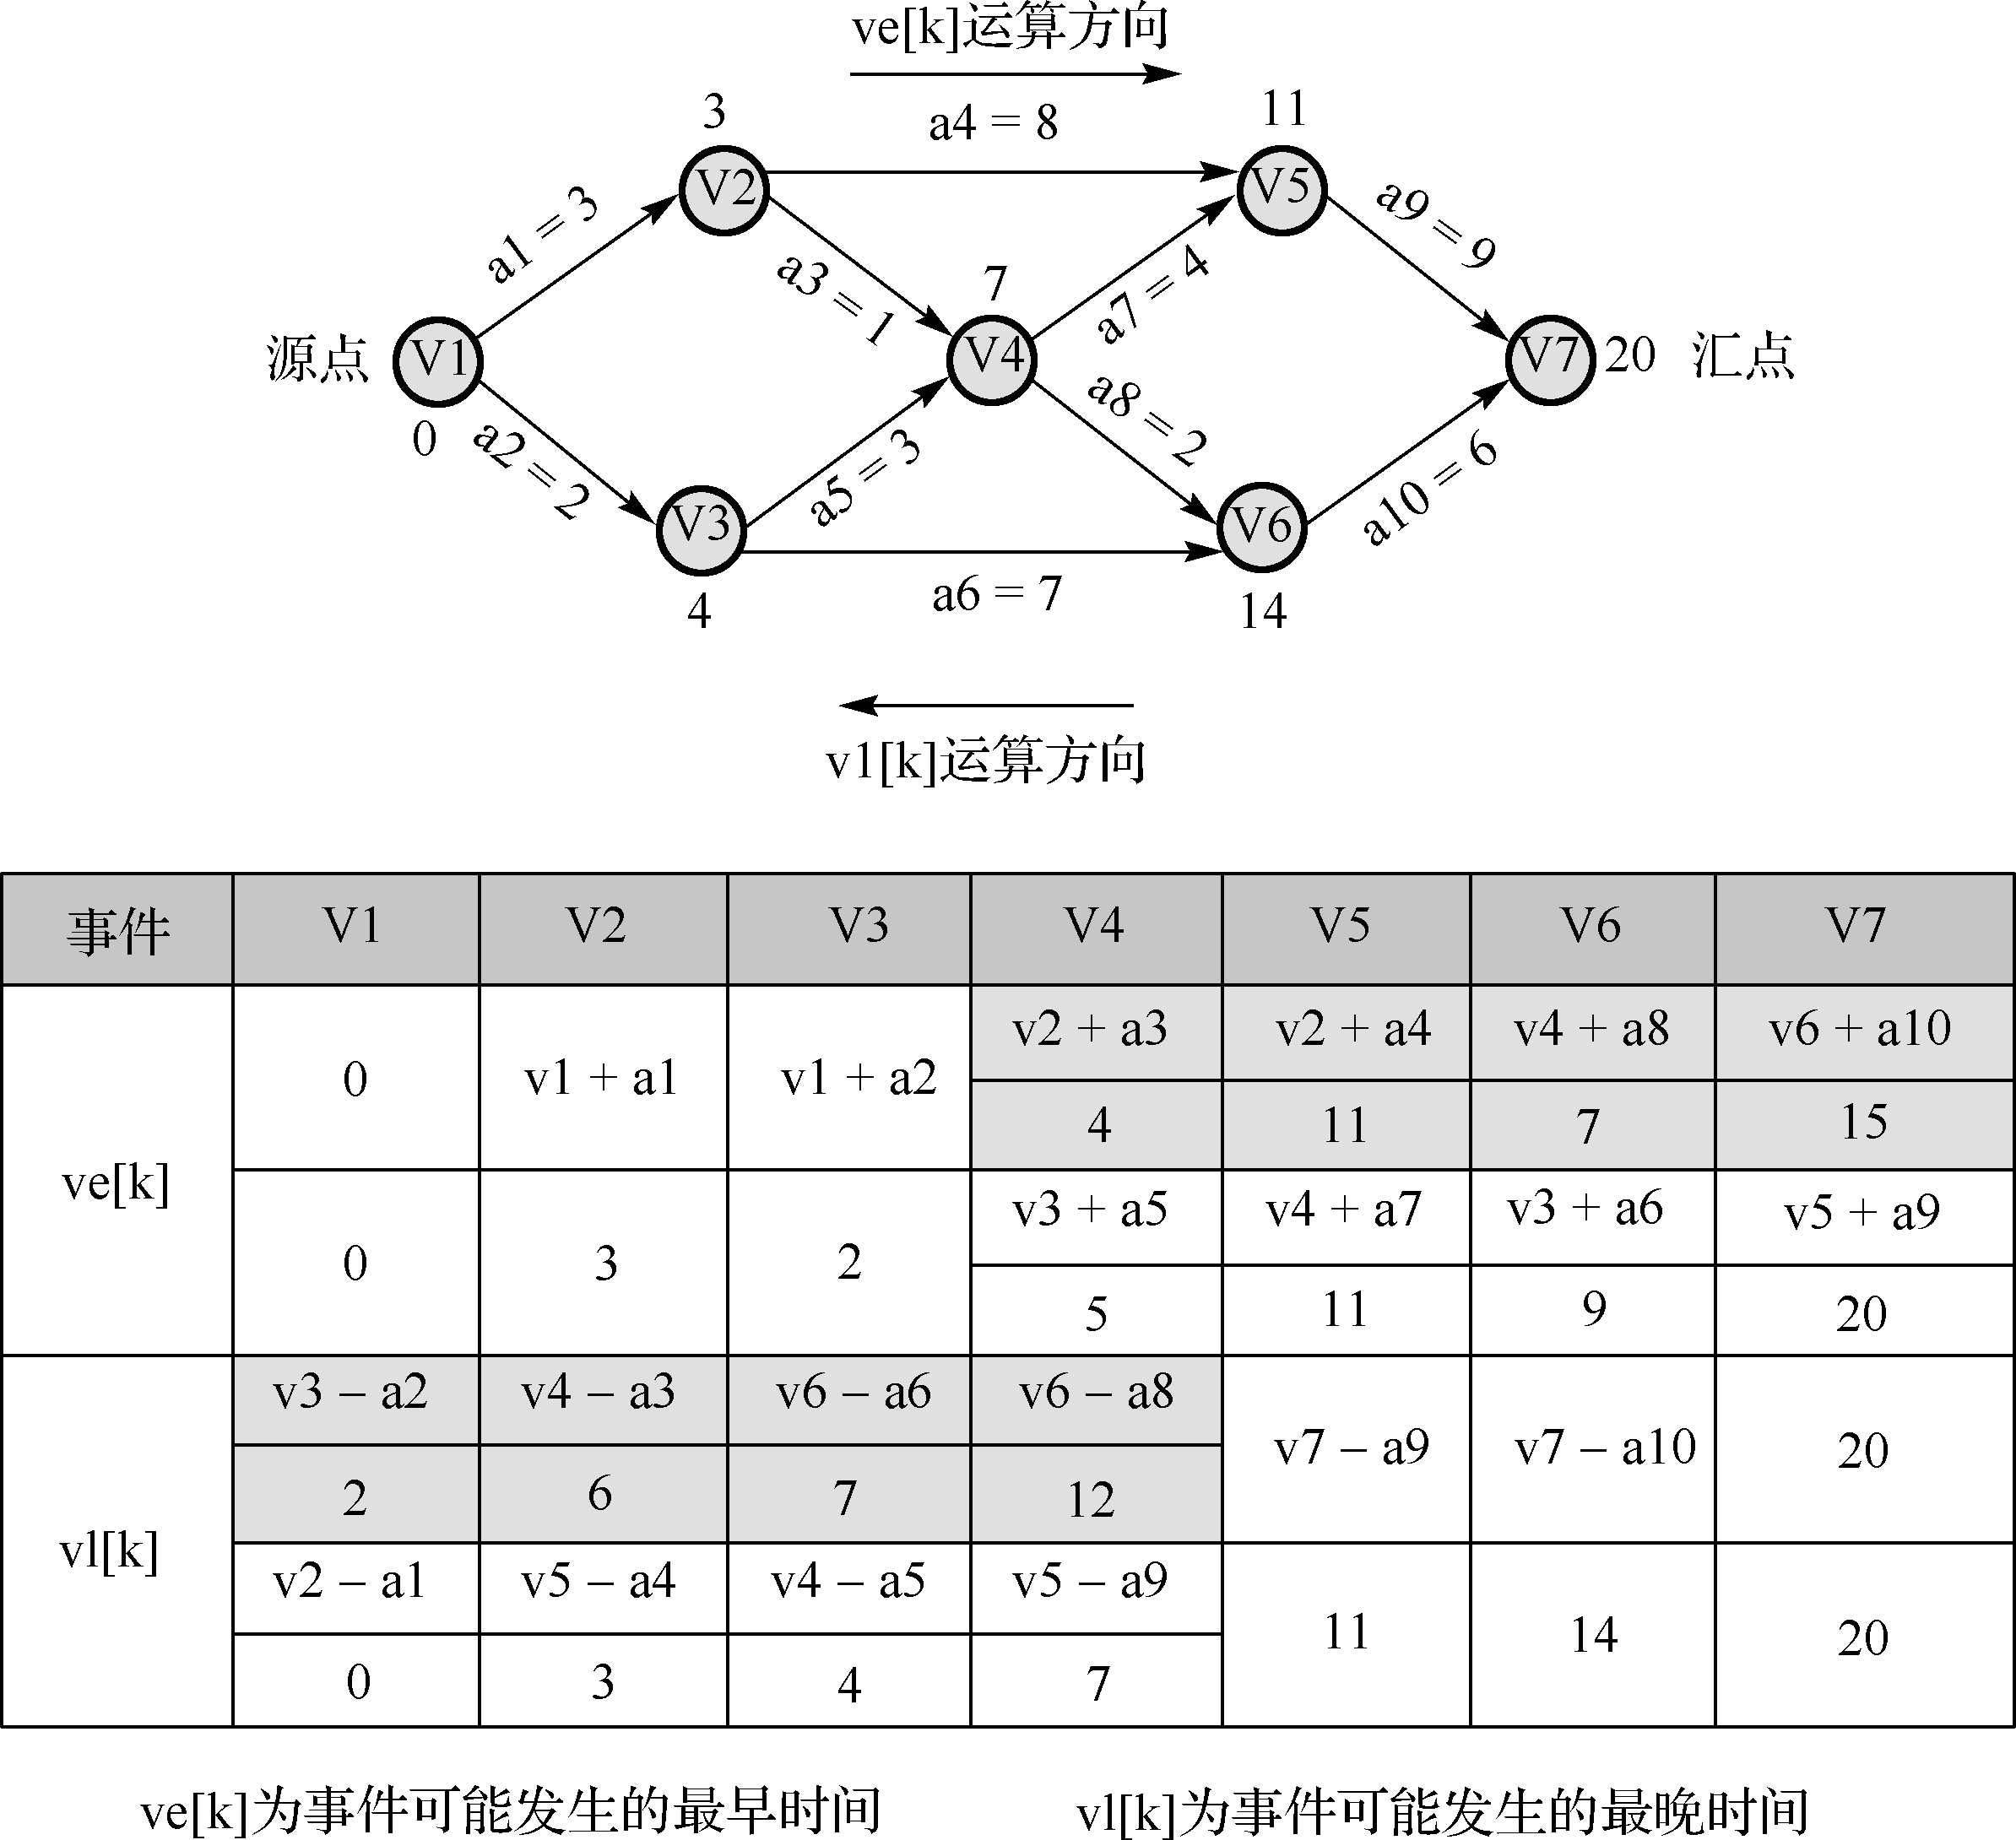 ve[k]运算方向
a4 = 8
3
11
V2
V5
a1 = 3
a9 = 9
a3 = 1
7
a7 = 4
源点
V1
V4
V7
20
汇点
0
a2 = 2
a8 = 2
a5 = 3
a10 = 6
V3
V6
a6 = 7
4
14
v1[k]运算方向
事件 V1 V2 V3 V4 V5 V6 V7
v2 + a3 v2 + a4 v4 + a8 v6 + a10
0 v1 + a1 v1 + a2
4 11 7 15
ve[k]
v3 + a5 v4 + a7 v3 + a6 v5 + a9
0 3 2
5 11 9 20
v3 – a2 v4 – a3 v6 – a6 v6 – a8
v7 – a9 v7 – a10 20
2 6 7 12
vl[k]
v2 – a1 v5 – a4 v4 – a5 v5 – a9
11 14 20
0 3 4 7
ve[k]为事件可能发生的最早时间
vl[k]为事件可能发生的最晚时间